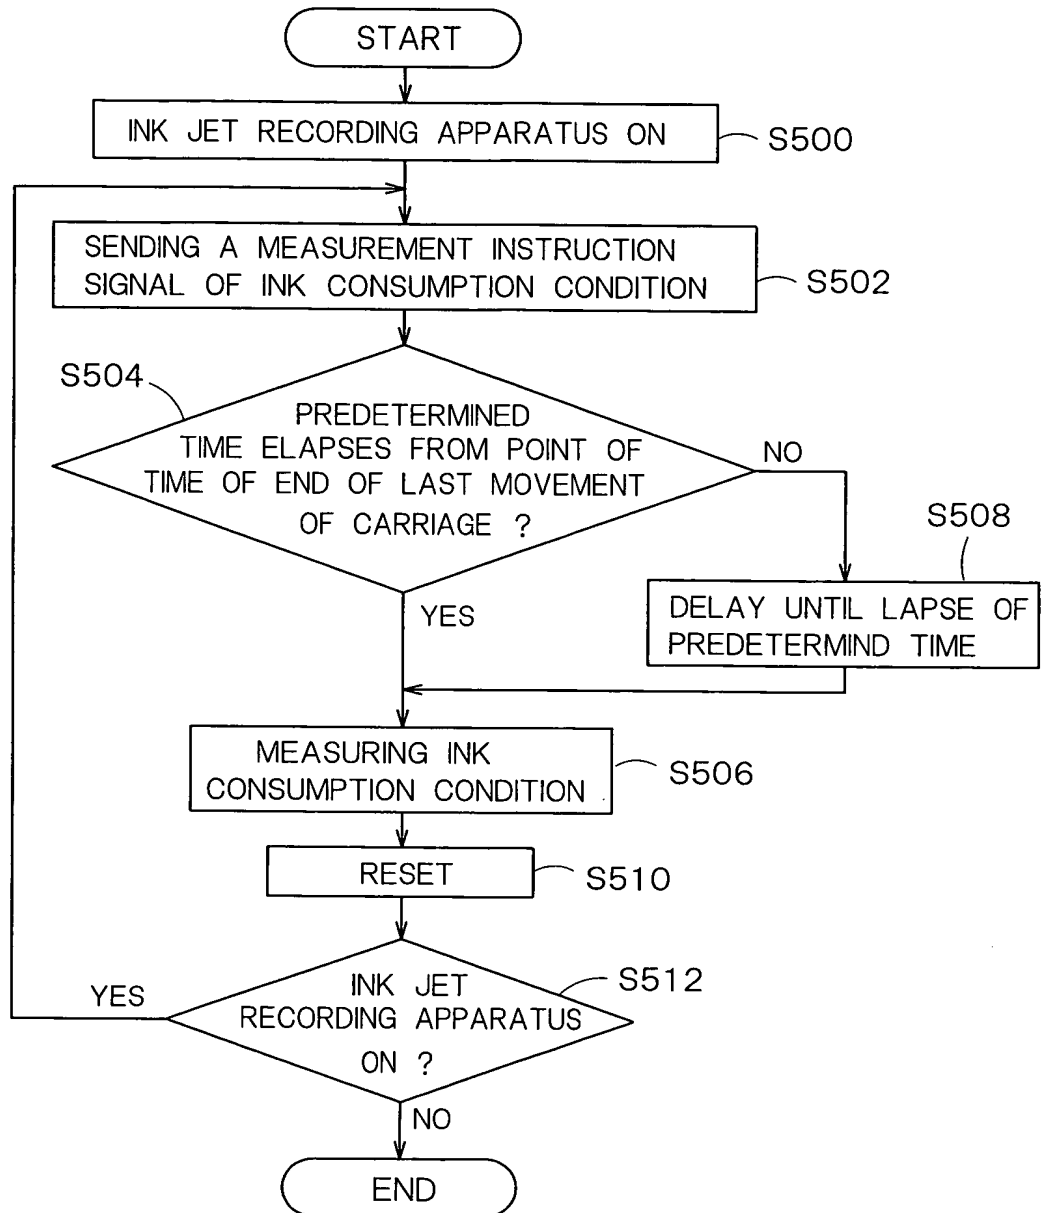 START
INK JET RECORDING APPARATUS ON
S500
SENDING A MEASUREMENT INSTRUCTION
SIGNAL OF INK CONSUMPTION CONDITION
S502
S504
PREDETERMINED
TIME ELAPSES FROM POINT OF
TIME OF END OF LAST MOVEMENT
OF CARRIAGE ?
NO
S508
DELAY UNTIL LAPSE OF
PREDETERMIND TIME
YES
MEASURING INK
CONSUMPTION CONDITION
S506
RESET
S510
INK JET
RECORDING APPARATUS
ON ?
S512
YES
NO
END